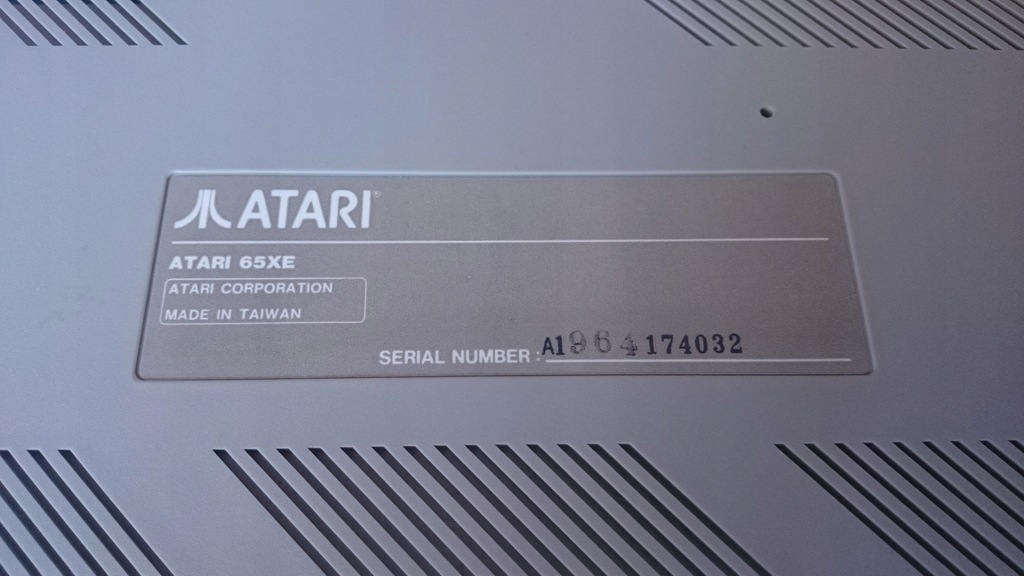 ATARI®
ATARI 65XE
ATARI CORPORATION
MADE IN TAIWAN
SERIAL NUMBER : A1964174032